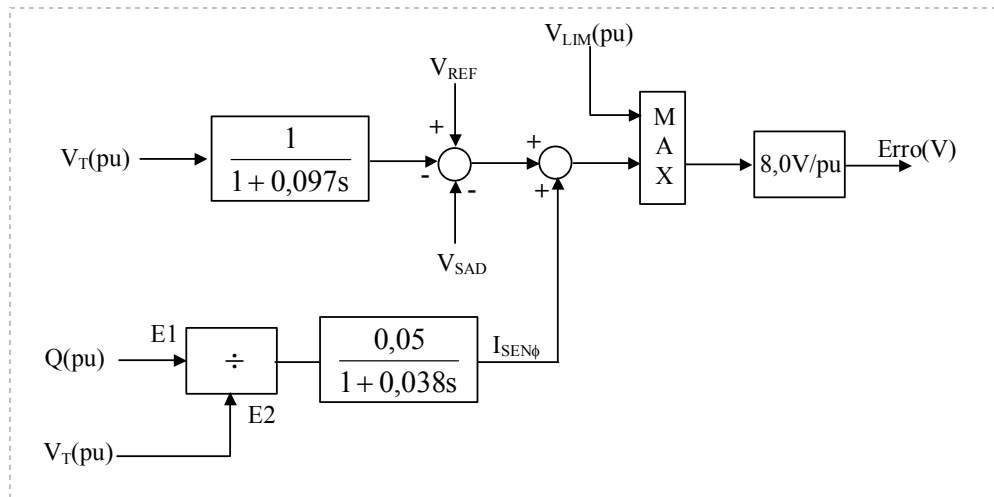 V_LIM(pu)
V_REF
+
M
A
X
V_T(pu)
1
1 + 0,097s
-
-
+
+
8,0V/pu
Erro(V)
V_SAD
E1
Q(pu)
÷
0,05
1 + 0,038s
I_SENϕ
E2
V_T(pu)